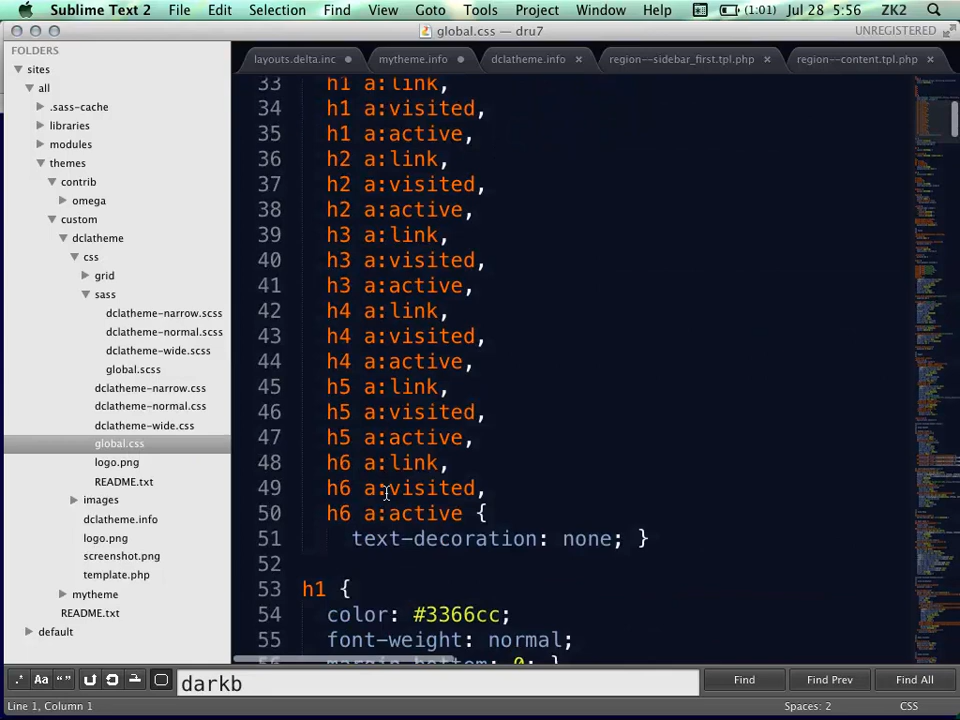 Sublime Text 2 File Edit Selection Find View Goto Tools Project Window Help (1:01) Jul 28 5:56 ZK2
global.css — dru7 UNREGISTERED
FOLDERS
sites
all
.sass-cache
libraries
modules
themes
contrib
omega
custom
dclatheme
css
grid
sass
dclatheme-narrow.scss
dclatheme-normal.scss
dclatheme-wide.scss
global.scss
dclatheme-narrow.css
dclatheme-normal.css
dclatheme-wide.css
global.css
logo.png
README.txt
images
dclatheme.info
logo.png
screenshot.png
template.php
mytheme
README.txt
default
layouts.delta.inc mytheme.info dclatheme.info region--sidebar_first.tpl.php region--content.tpl.php
33 h1 a:link,
34 h1 a:visited,
35 h1 a:active,
36 h2 a:link,
37 h2 a:visited,
38 h2 a:active,
39 h3 a:link,
40 h3 a:visited,
41 h3 a:active,
42 h4 a:link,
43 h4 a:visited,
44 h4 a:active,
45 h5 a:link,
46 h5 a:visited,
47 h5 a:active,
48 h6 a:link,
49 h6 a:visited,
50 h6 a:active {
51 text-decoration: none; }
52
53 h1 {
54 color: #3366cc;
55 font-weight: normal;
56 margin-bottom: 0; }
.* Aa “” darkb Find Find Prev Find All
Line 1, Column 1 Spaces: 2 CSS